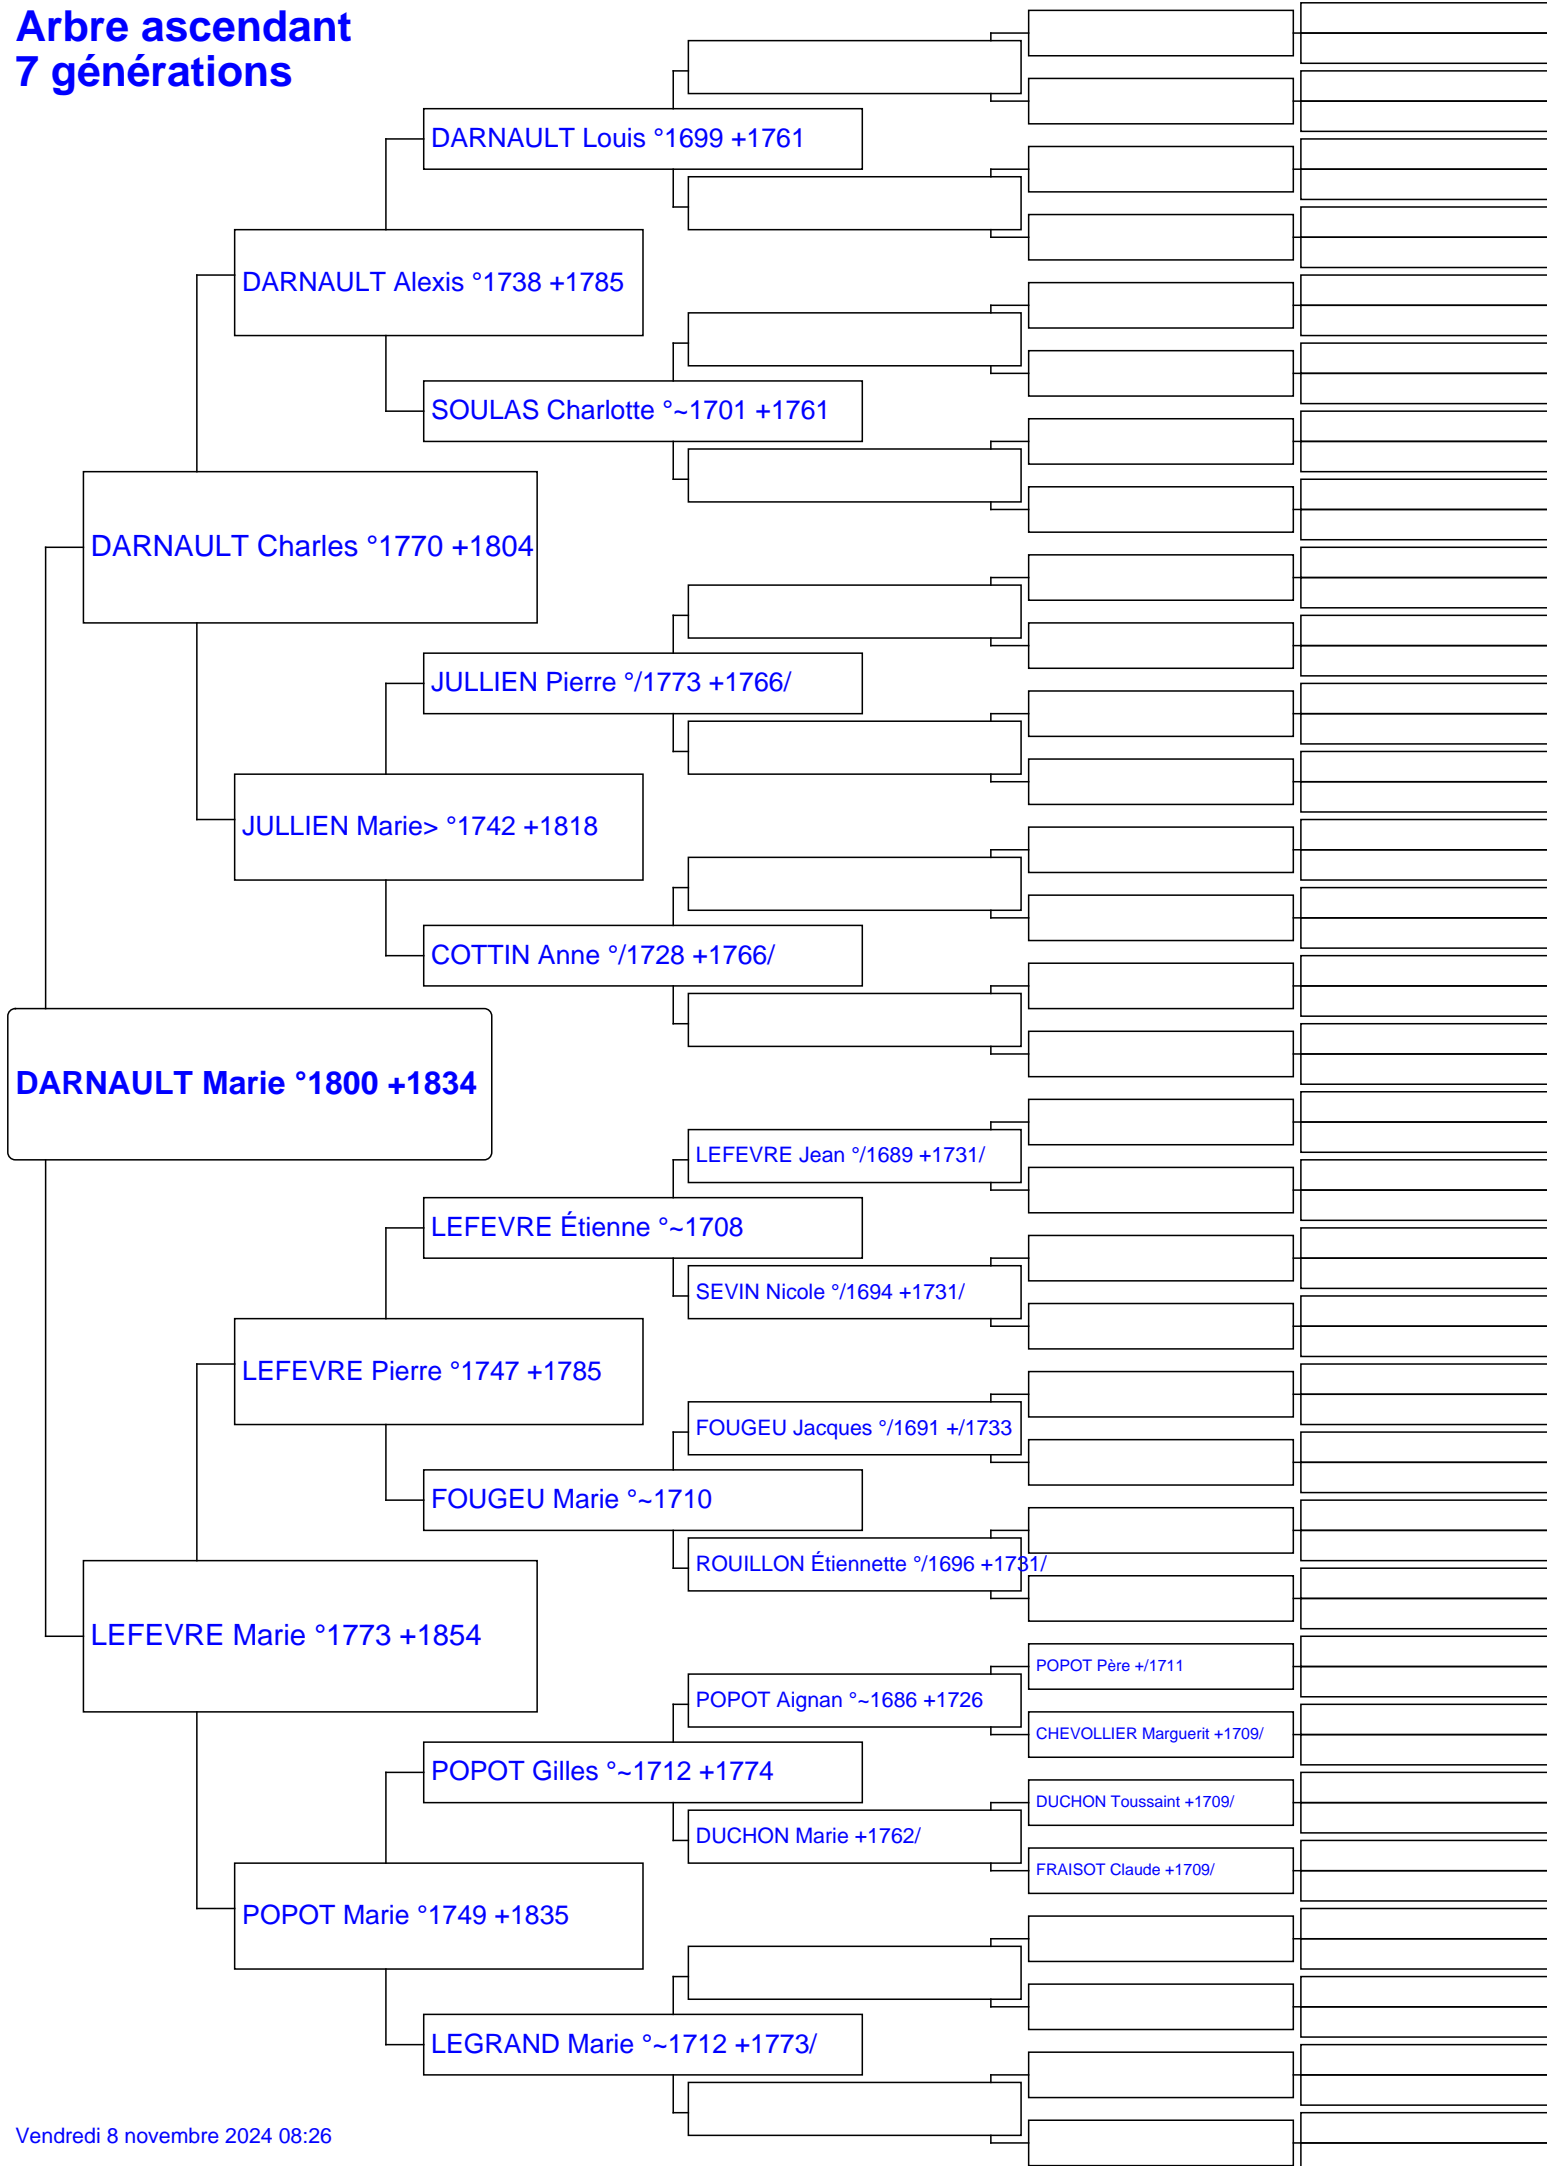 Arbre ascendant
7 générations
DARNAULT Louis °1699 +1761
DARNAULT Alexis °1738 +1785
SOULAS Charlotte °~1701 +1761
DARNAULT Charles °1770 +1804
JULLIEN Pierre °/1773 +1766/
JULLIEN Marie> °1742 +1818
COTTIN Anne °/1728 +1766/
DARNAULT Marie °1800 +1834
LEFEVRE Jean °/1689 +1731/
LEFEVRE Étienne °~1708
SEVIN Nicole °/1694 +1731/
LEFEVRE Pierre °1747 +1785
FOUGEU Jacques °/1691 +/1733
FOUGEU Marie °~1710
ROUILLON Étiennette °/1696 +1731/
LEFEVRE Marie °1773 +1854
POPOT Père +/1711
POPOT Aignan °~1686 +1726
CHEVOLLIER Marguerit +1709/
POPOT Gilles °~1712 +1774
DUCHON Toussaint +1709/
DUCHON Marie +1762/
FRAISOT Claude +1709/
POPOT Marie °1749 +1835
LEGRAND Marie °~1712 +1773/
Vendredi 8 novembre 2024 08:26